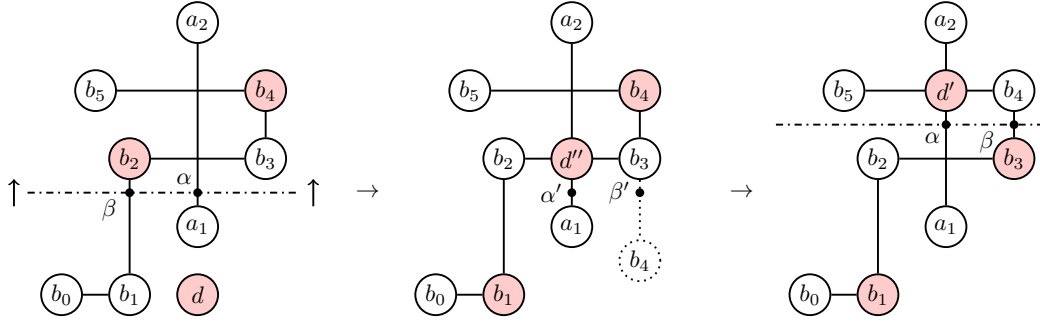 a₂ a₂ a₂
b₅ b₄ b₅ b₄ b₅ d′ b₄
α β
b₂ b₃ b₂ d″ b₃ b₂ b₃
α
↑ ↑ → α′ β′ →
β
a₁ a₁ a₁
b₄
b₀ b₁ d b₀ b₁ b₀ b₁